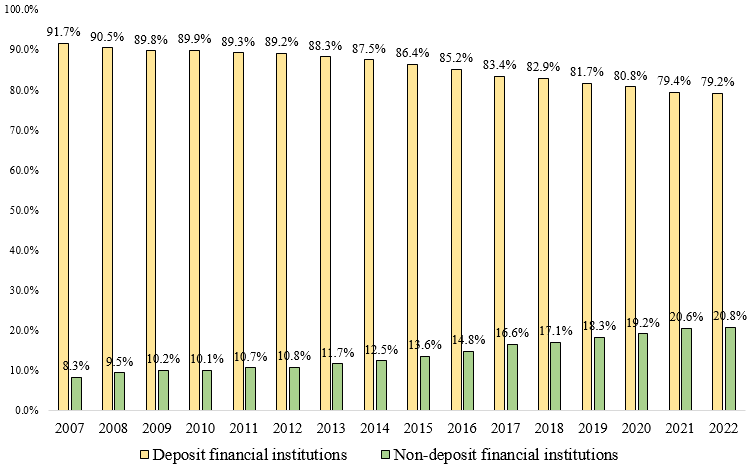 100.0%
90.0%
80.0%
70.0%
60.0%
50.0%
40.0%
30.0%
20.0%
10.0%
0.0%
91.7% 90.5% 89.8% 89.9% 89.3% 89.2% 88.3% 87.5% 86.4% 85.2% 83.4% 82.9% 81.7% 80.8% 79.4% 79.2%
8.3% 9.5% 10.2% 10.1% 10.7% 10.8% 11.7% 12.5% 13.6% 14.8% 16.6% 17.1% 18.3% 19.2% 20.6% 20.8%
2007 2008 2009 2010 2011 2012 2013 2014 2015 2016 2017 2018 2019 2020 2021 2022
Deposit financial institutions Non-deposit financial institutions